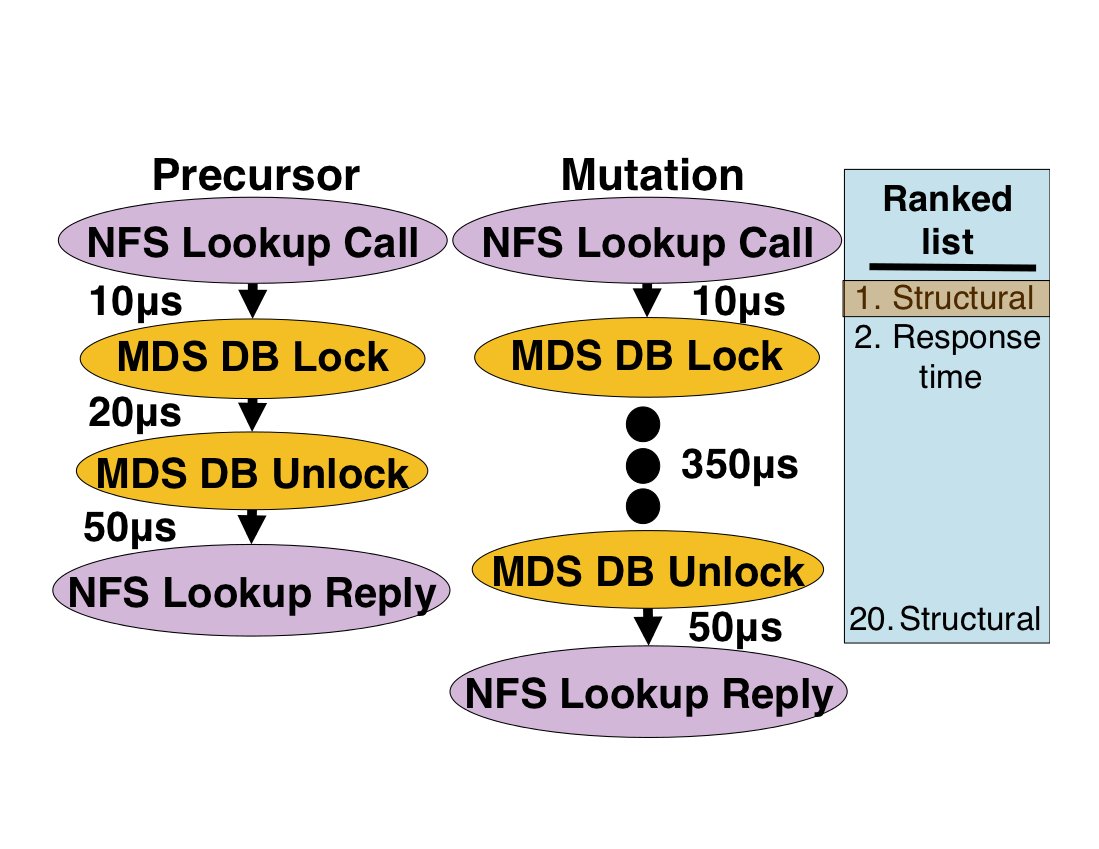 Precursor
NFS Lookup Call
10µs
MDS DB Lock
20µs
MDS DB Unlock
50µs
NFS Lookup Reply
Mutation
NFS Lookup Call
10µs
MDS DB Lock
350µs
MDS DB Unlock
50µs
NFS Lookup Reply
Ranked
list
1. Structural
2. Response
time
20. Structural